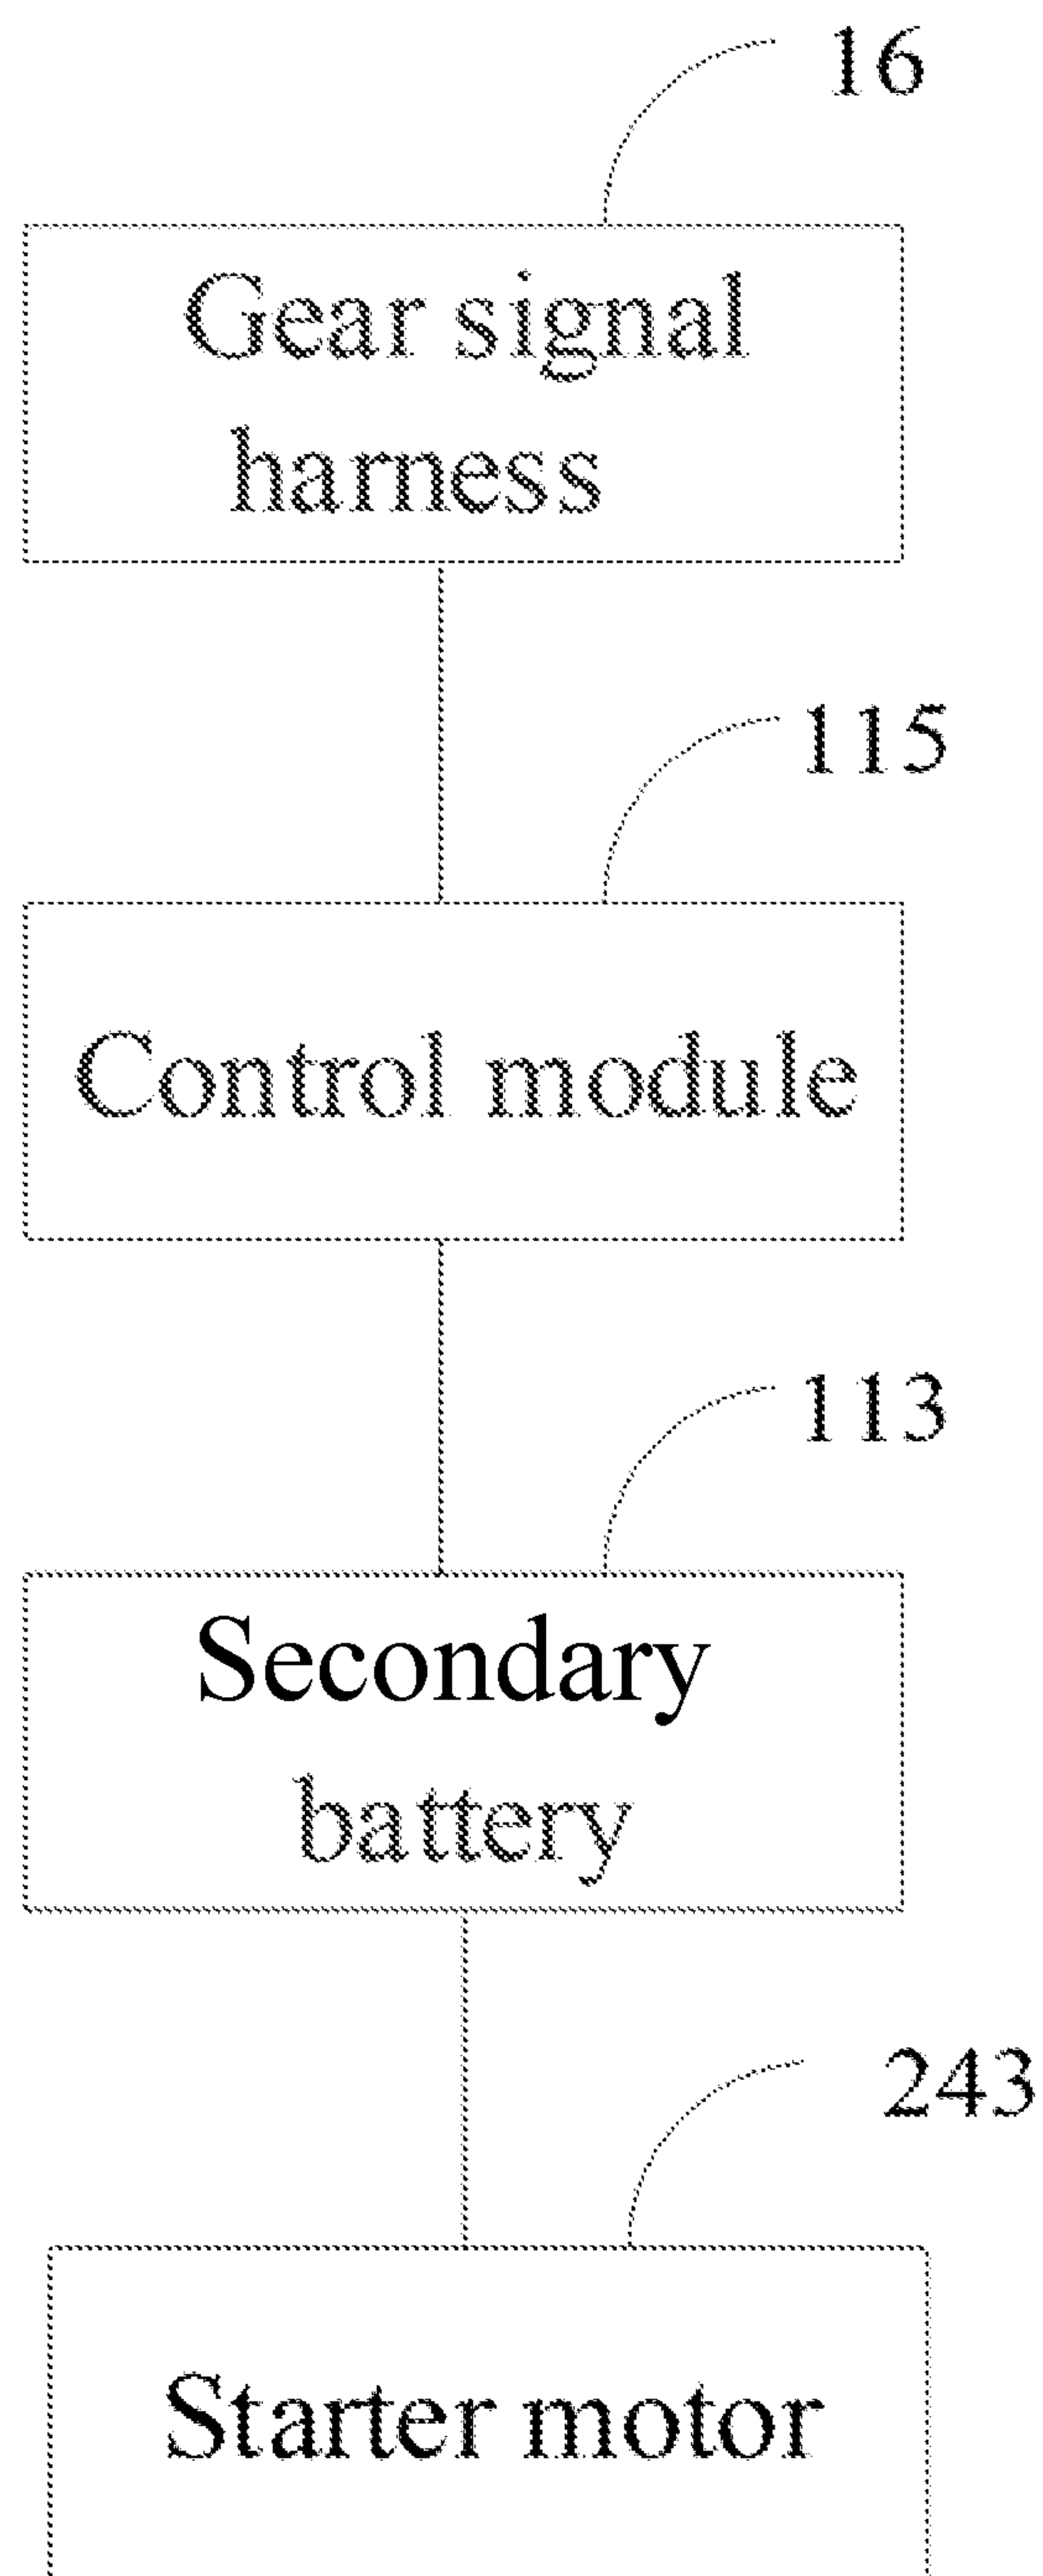 16
Gear signal
harness
115
Control module
113
Secondary
battery
243
Starter motor